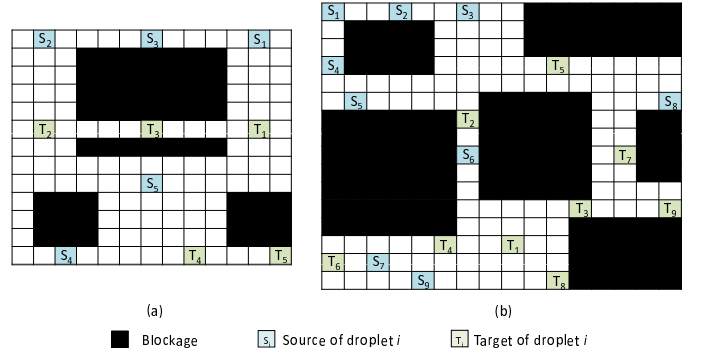 S1 S2 S3
S2 S3 S1
S4 T5
S5 S8
T2
T2 T3 T1
S6 T7
S5
T3 T9
T4 T1
S4 T4 T5
T6 S7
S9 T8
(a) (b)
Blockage Si Source of droplet i Ti Target of droplet i